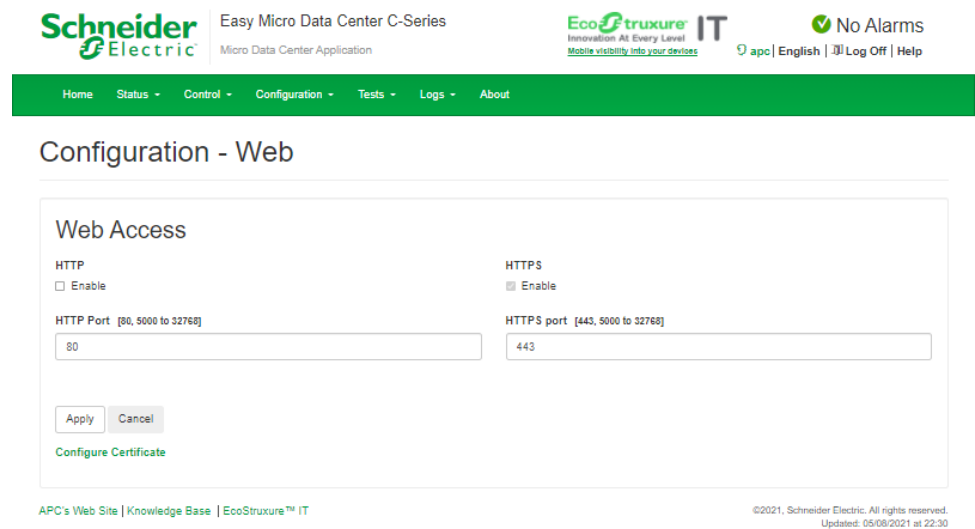 Schneider Electric
Easy Micro Data Center C-Series
Micro Data Center Application
EcoStruxure IT
Innovation At Every Level
Mobile visibility into your devices
No Alarms
apc | English | Log Off | Help
Home Status Control Configuration Tests Logs About
Configuration - Web
Web Access
HTTP
Enable
HTTP Port [80, 5000 to 32768]
80
HTTPS
Enable
HTTPS port [443, 5000 to 32768]
443
Apply Cancel
Configure Certificate
APC's Web Site | Knowledge Base | EcoStruxure™ IT
©2021, Schneider Electric. All rights reserved.
Updated: 05/08/2021 at 22:30